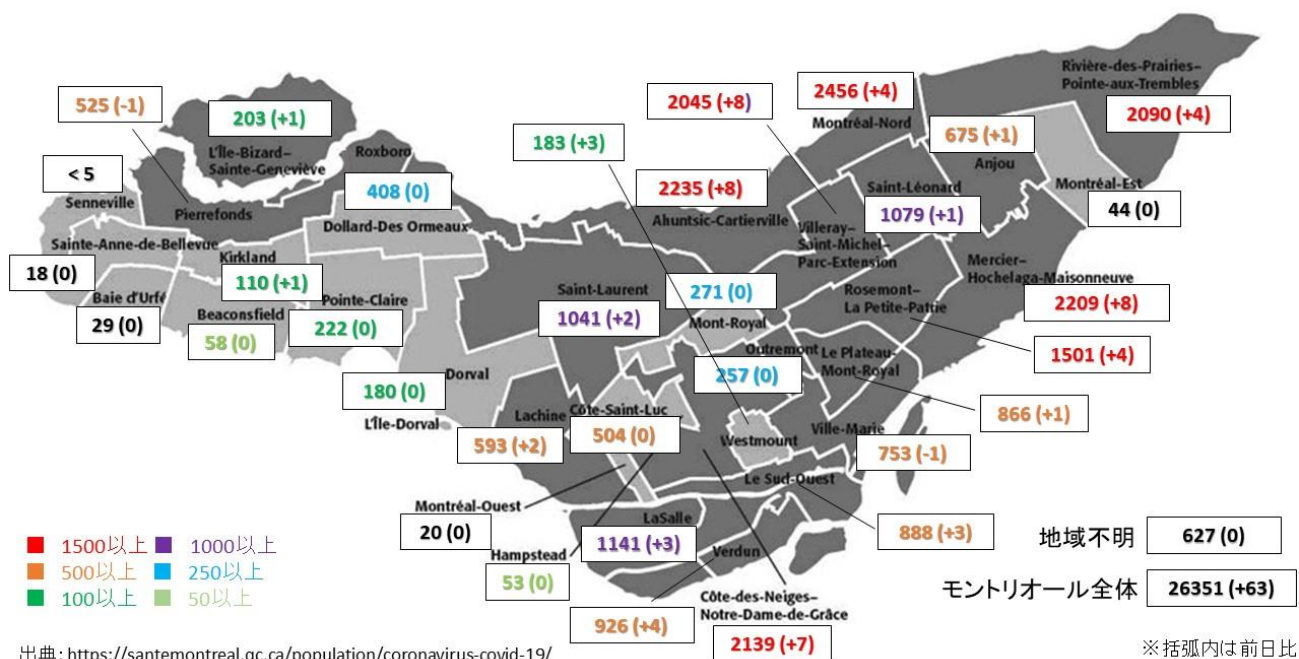 Rivière-des-Prairies–
Pointe-aux-Trembles
2090 (+4)
2456 (+4)
Montréal-Nord
2045 (+8)
525 (-1)
203 (+1)
L'Île-Bizard–
Sainte-Geneviève
Roxboro
183 (+3)
675 (+1)
Anjou
< 5
Senneville
Pierrefonds
408 (0)
Dollard-Des Ormeaux
2235 (+8)
Ahuntsic-Cartierville
Saint-Léonard
1079 (+1)
Montréal-Est
44 (0)
Villeray–
Saint-Michel–
Parc-Extension
Sainte-Anne-de-Bellevue
18 (0)
Kirkland
110 (+1)
Baie d'Urfé
29 (0)
Beaconsfield
58 (0)
Pointe-Claire
222 (0)
Saint-Laurent
1041 (+2)
271 (0)
Mont-Royal
Mercier–
Hochelaga-Maisonneuve
2209 (+8)
Rosemont–
La Petite-Patrie
1501 (+4)
Outremont
257 (0)
Le Plateau-
Mont-Royal
866 (+1)
Dorval
180 (0)
L'Île-Dorval
Lachine
593 (+2)
Côte-Saint-Luc
504 (0)
Westmount
Ville-Marie
753 (-1)
Le Sud-Ouest
888 (+3)
Montréal-Ouest
20 (0)
Hampstead
53 (0)
LaSalle
1141 (+3)
Verdun
926 (+4)
Côte-des-Neiges–
Notre-Dame-de-Grâce
2139 (+7)
地域不明 627 (0)
モントリオール全体 26351 (+63)
1500以上 1000以上
500以上 250以上
100以上 50以上
出典: https://santemontreal.qc.ca/population/coronavirus-covid-19/
※括弧内は前日比